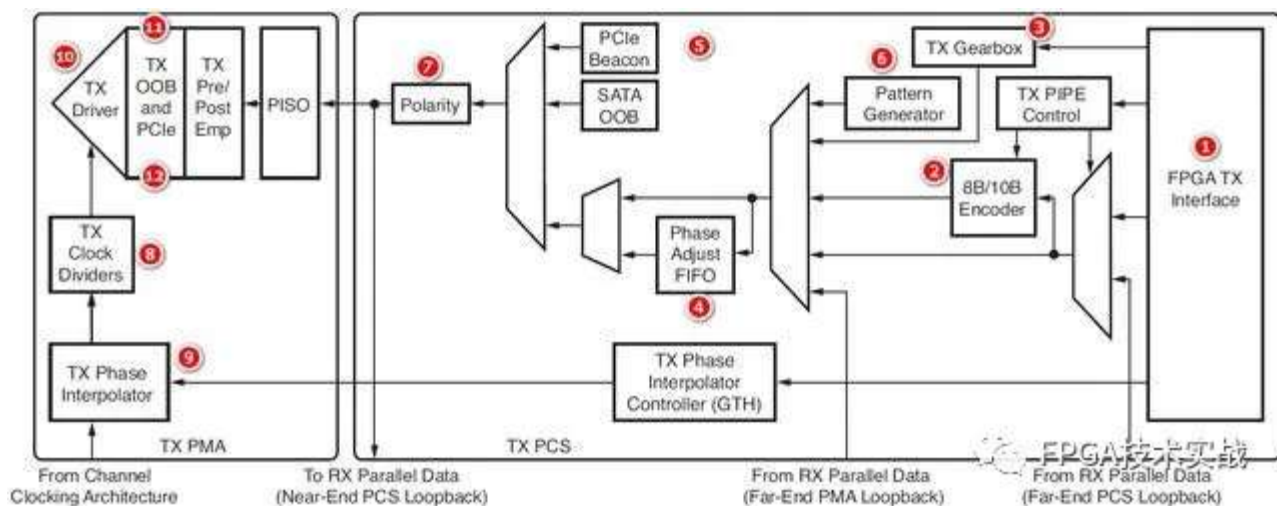 11
10
TX
Driver
TX
OOB
and
PCIe
TX
Pre/
Post
Emp
12
PISO
7
Polarity
PCIe
Beacon
5
SATA
OOB
3
TX Gearbox
6
Pattern
Generator
TX PIPE
Control
1
FPGA TX
Interface
2
8B/10B
Encoder
Phase
Adjust
FIFO
4
TX
Clock
Dividers
8
9
TX Phase
Interpolator
TX Phase
Interpolator
Controller (GTH)
TX PMA
TX PCS
FPGA技术实战
From Channel
Clocking Architecture
To RX Parallel Data
(Near-End PCS Loopback)
From RX Parallel Data
(Far-End PMA Loopback)
From RX Parallel Data
(Far-End PCS Loopback)